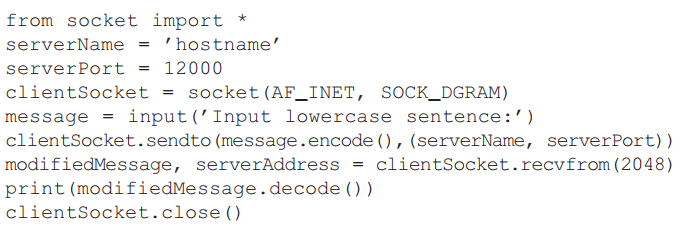 from socket import *
serverName = ’hostname’
serverPort = 12000
clientSocket = socket(AF_INET, SOCK_DGRAM)
message = input(’Input lowercase sentence:’)
clientSocket.sendto(message.encode(),(serverName, serverPort))
modifiedMessage, serverAddress = clientSocket.recvfrom(2048)
print(modifiedMessage.decode())
clientSocket.close()